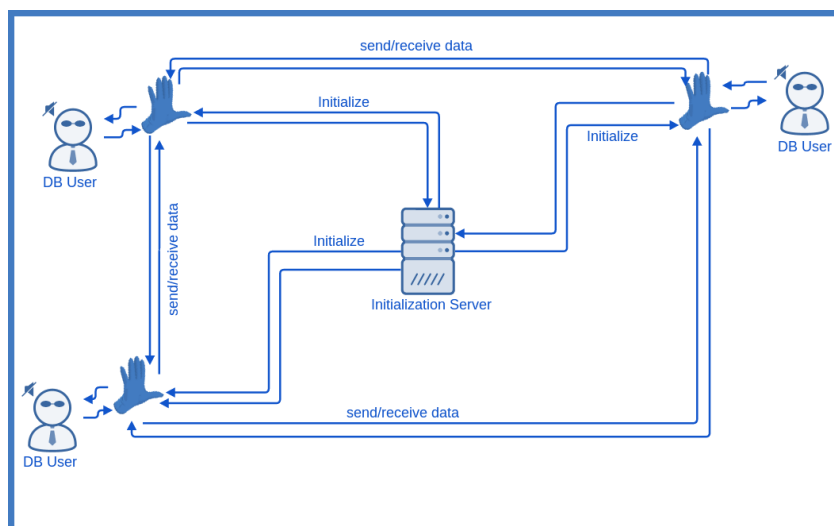 send/receive data
Initialize
Initialize
DB User
DB User
send/receive data
Initialize
Initialization Server
send/receive data
DB User